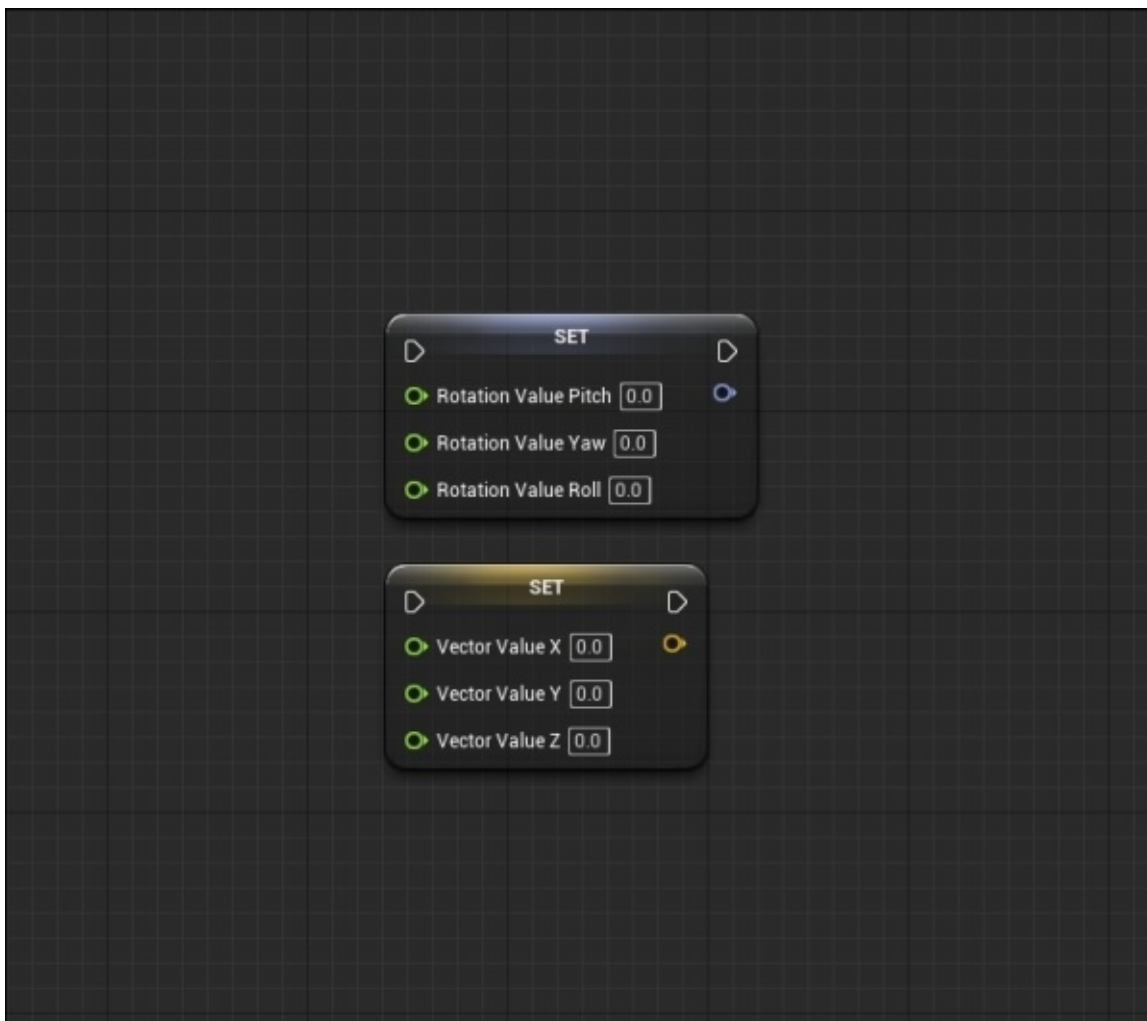 SET
Rotation Value Pitch 0.0
Rotation Value Yaw 0.0
Rotation Value Roll 0.0
SET
Vector Value X 0.0
Vector Value Y 0.0
Vector Value Z 0.0